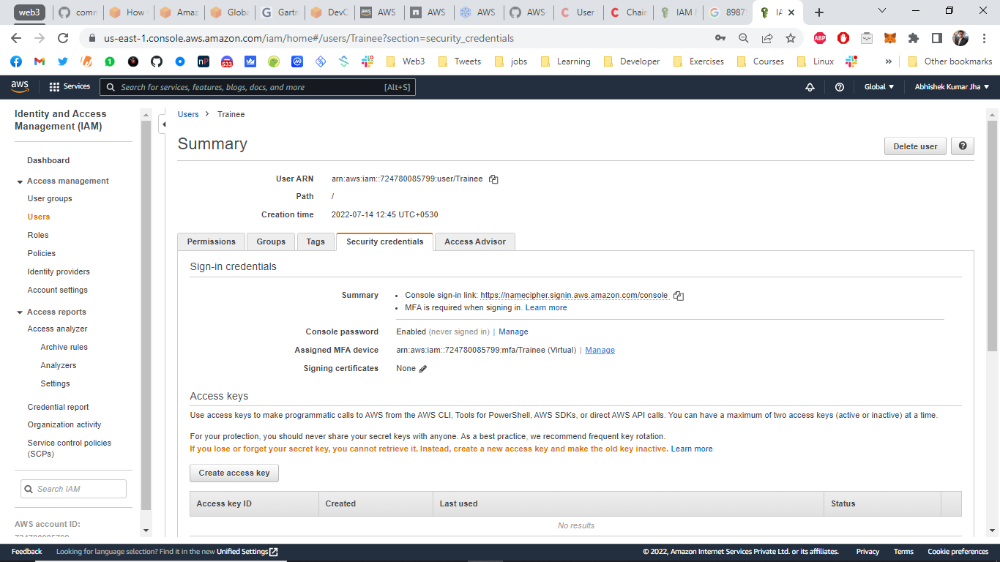 web3
comn
How
Amaz
Globa
Gartn
DevC
AWS
AWS
AWS
AWS-
User
Chair
IAM
8987
IA
us-east-1.console.aws.amazon.com/iam/home#/users/Trainee?section=security_credentials
ABP
1
nP
533
Web3
Tweets
jobs
Learning
Developer
Exercises
Courses
Linux
»
Other bookmarks
aws
Services
Search for services, features, blogs, docs, and more
[Alt+S]
Global
Abhishek Kumar Jha
Identity and Access
Management (IAM)
Dashboard
Access management
User groups
Users
Roles
Policies
Identity providers
Account settings
Access reports
Access analyzer
Archive rules
Analyzers
Settings
Credential report
Organization activity
Service control policies
(SCPs)
Search IAM
AWS account ID:
724780085799
Users > Trainee
Summary
Delete user
?
User ARN arn:aws:iam::724780085799:user/Trainee
Path /
Creation time 2022-07-14 12:45 UTC+0530
Permissions
Groups
Tags
Security credentials
Access Advisor
Sign-in credentials
Summary
• Console sign-in link: https://namecipher.signin.aws.amazon.com/console
• MFA is required when signing in. Learn more
Console password Enabled (never signed in) | Manage
Assigned MFA device arn:aws:iam::724780085799:mfa/Trainee (Virtual) | Manage
Signing certificates None
Access keys
Use access keys to make programmatic calls to AWS from the AWS CLI, Tools for PowerShell, AWS SDKs, or direct AWS API calls. You can have a maximum of two access keys (active or inactive) at a time.
For your protection, you should never share your secret keys with anyone. As a best practice, we recommend frequent key rotation.
If you lose or forget your secret key, you cannot retrieve it. Instead, create a new access key and make the old key inactive. Learn more
Create access key
Access key ID
Created
Last used
Status
No results
Feedback
Looking for language selection? Find it in the new Unified Settings
© 2022, Amazon Internet Services Private Ltd. or its affiliates.
Privacy
Terms
Cookie preferences